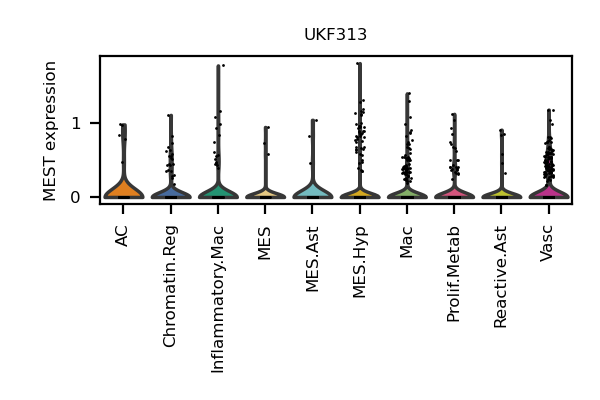 UKF313
MEST expression
1
0
AC
Chromatin.Reg
Inflammatory.Mac
MES
MES.Ast
MES.Hyp
Mac
Prolif.Metab
Reactive.Ast
Vasc